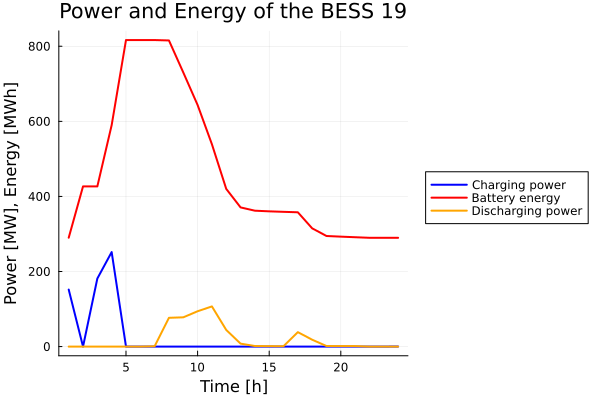 Power and Energy of the BESS 19
Power [MW], Energy [MWh]
800
600
400
200
0
5
10
15
20
Time [h]
Charging power
Battery energy
Discharging power